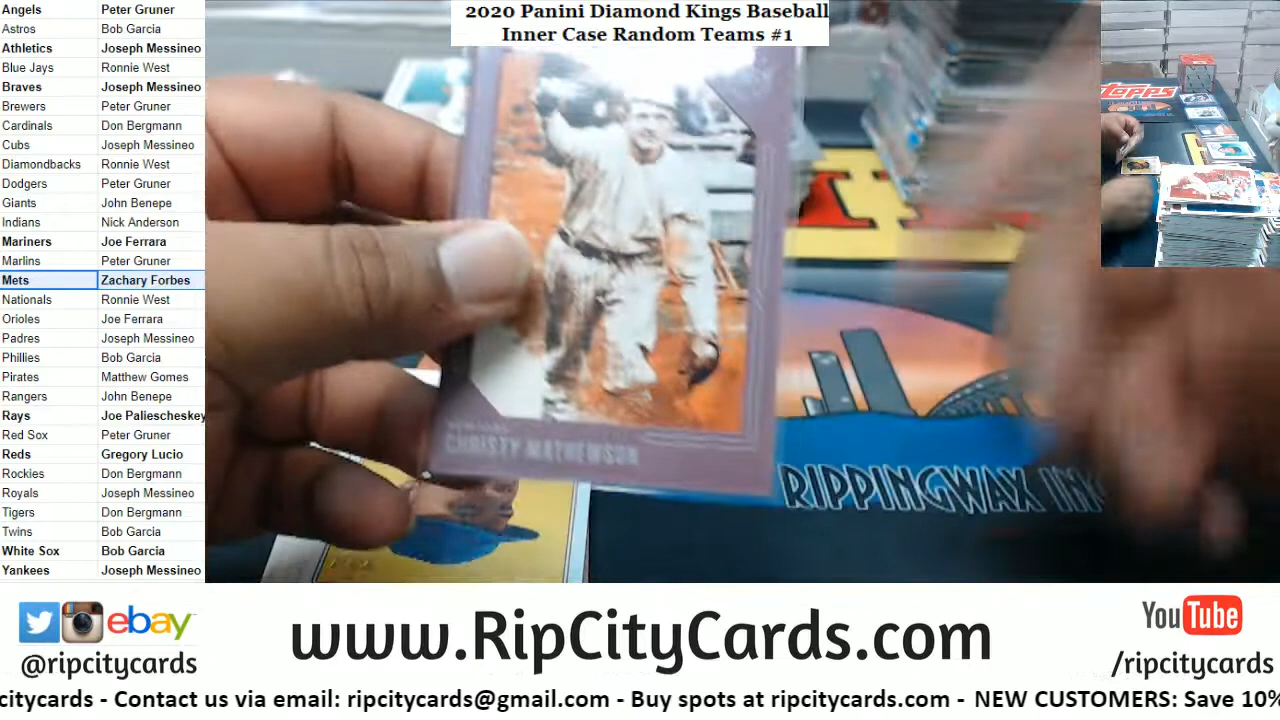 2020 Panini Diamond Kings Baseball
Inner Case Random Teams #1
Angels Peter Gruner
Astros Bob Garcia
Athletics Joseph Messineo
Blue Jays Ronnie West
Braves Joseph Messineo
Brewers Peter Gruner
Cardinals Don Bergmann
Cubs Joseph Messineo
Diamondbacks Ronnie West
Dodgers Peter Gruner
Giants John Benepe
Indians Nick Anderson
Mariners Joe Ferrara
Marlins Peter Gruner
Mets Zachary Forbes
Nationals Ronnie West
Orioles Joe Ferrara
Padres Joseph Messineo
Phillies Bob Garcia
Pirates Matthew Gomes
Rangers John Benepe
Rays Joe Paliescheskey
Red Sox Peter Gruner
Reds Gregory Lucio
Rockies Don Bergmann
Royals Joseph Messineo
Tigers Don Bergmann
Twins Bob Garcia
White Sox Bob Garcia
Yankees Joseph Messineo
CHRISTY MATHEWSON
RIPPINGWAX IN
TOPPS
ebay
@ripcitycards
www.RipCityCards.com
YouTube
/ripcitycards
citycards - Contact us via email: ripcitycards@gmail.com - Buy spots at ripcitycards.com - NEW CUSTOMERS: Save 10%